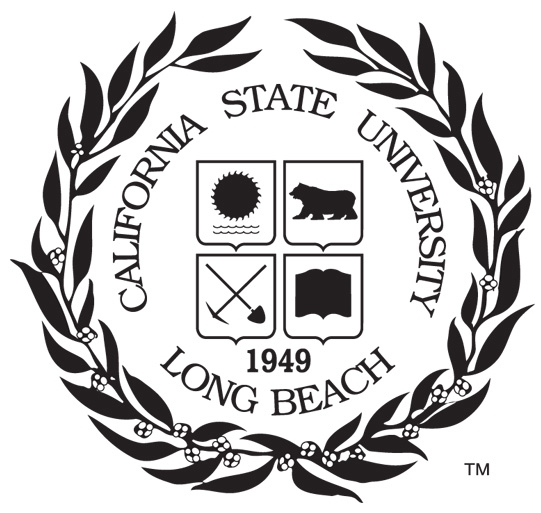 CALIFORNIA STATE UNIVERSITY
1949
LONG BEACH
TM